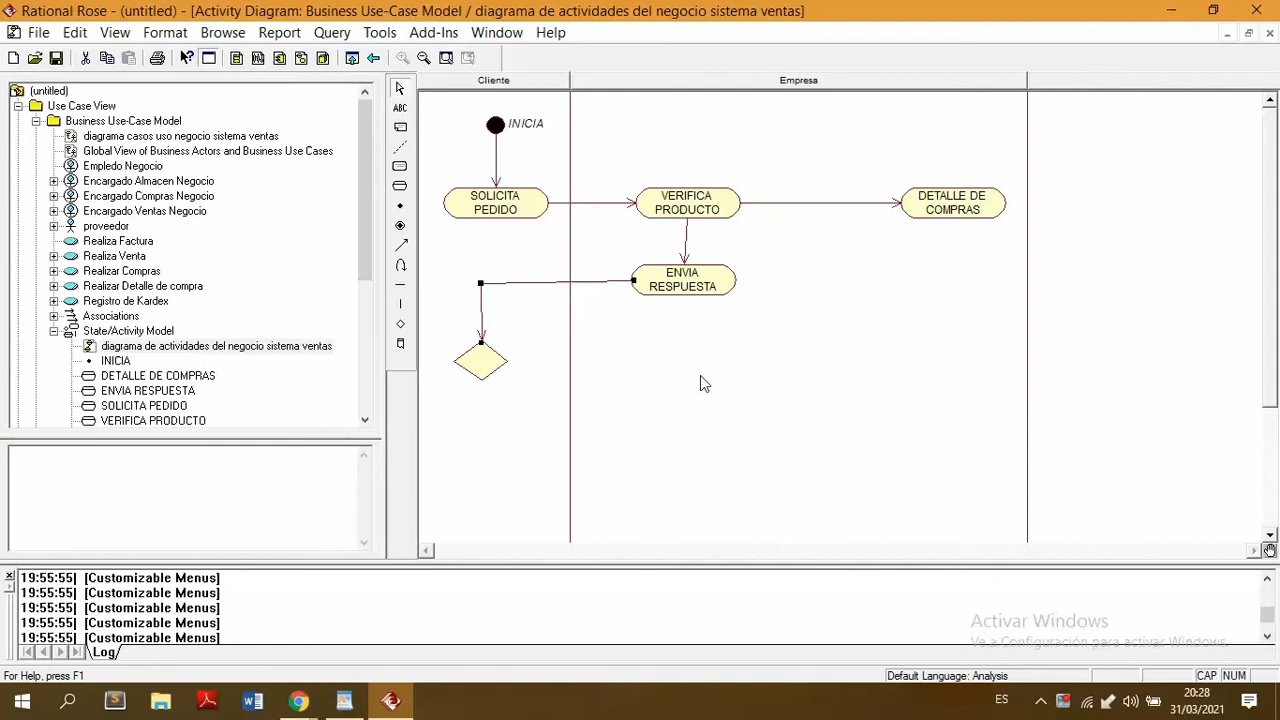 Rational Rose - (untitled) - [Activity Diagram: Business Use-Case Model / diagrama de actividades del negocio sistema ventas]
File Edit View Format Browse Report Query Tools Add-Ins Window Help
(untitled)
Use Case View
Business Use-Case Model
diagrama casos uso negocio sistema ventas
Global View of Business Actors and Business Use Cases
Empledo Negocio
Encargado Almacen Negocio
Encargado Compras Negocio
Encargado Ventas Negocio
proveedor
Realiza Factura
Realiza Venta
Realizar Compras
Realizar Detalle de compra
Registro de Kardex
Associations
State/Activity Model
diagrama de actividades del negocio sistema ventas
INICIA
DETALLE DE COMPRAS
ENVIA RESPUESTA
SOLICITA PEDIDO
VERIFICA PRODUCTO
ABC
Cliente
Empresa
INICIA
SOLICITA
PEDIDO
VERIFICA
PRODUCTO
DETALLE DE
COMPRAS
ENVIA
RESPUESTA
19:55:55| [Customizable Menus]
19:55:55| [Customizable Menus]
19:55:55| [Customizable Menus]
19:55:55| [Customizable Menus]
19:55:55| [Customizable Menus]
Log
Activar Windows
Ve a Configuración para activar Windows.
For Help, press F1
Default Language: Analysis
CAP NUM
ES
20:28
31/03/2021